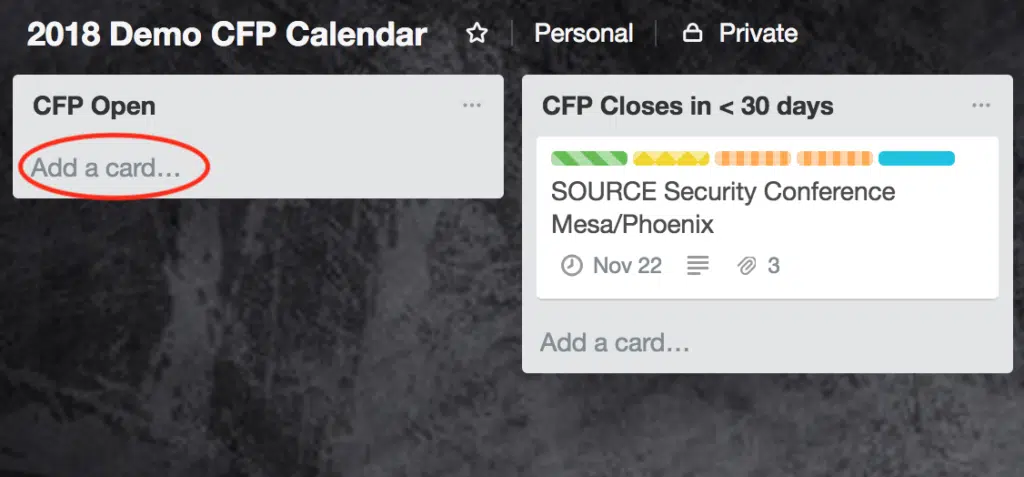 2018 Demo CFP Calendar Personal Private
CFP Open
Add a card…
CFP Closes in < 30 days
SOURCE Security Conference
Mesa/Phoenix
Nov 22 3
Add a card…